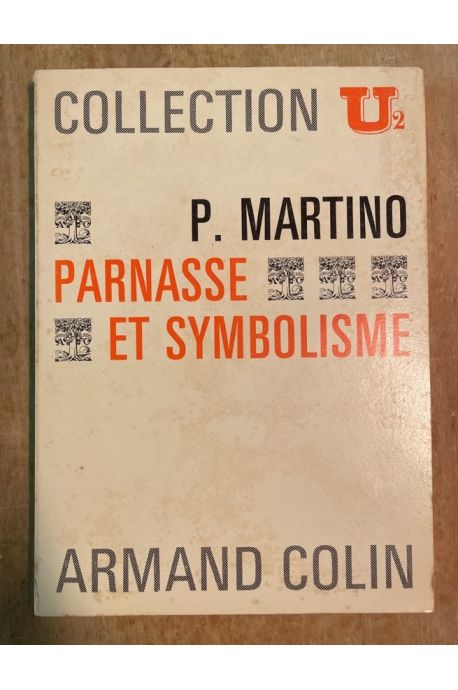 COLLECTION U2
P. MARTINO
PARNASSE
ET SYMBOLISME
ARMAND COLIN